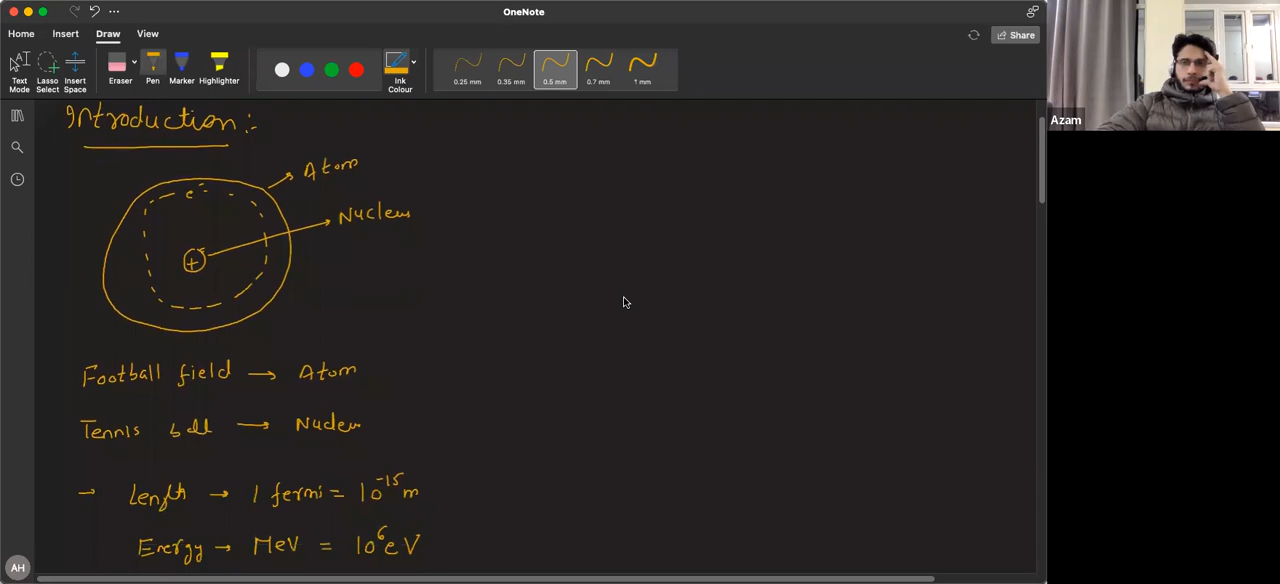 OneNote
Home Insert Draw View
Share
Text Mode
Lasso Select
Insert Space
Eraser
Pen
Marker
Highlighter
Ink Colour
0.25 mm
0.35 mm
0.5 mm
0.7 mm
1 mm
Azam
Introduction :-
Atom
e⁻
Nucleus
+
Football field → Atom
Tennis ball → Nucleus
→ Length → 1 fermi = 10⁻¹⁵ m
Energy → MeV = 10⁶ eV
AH